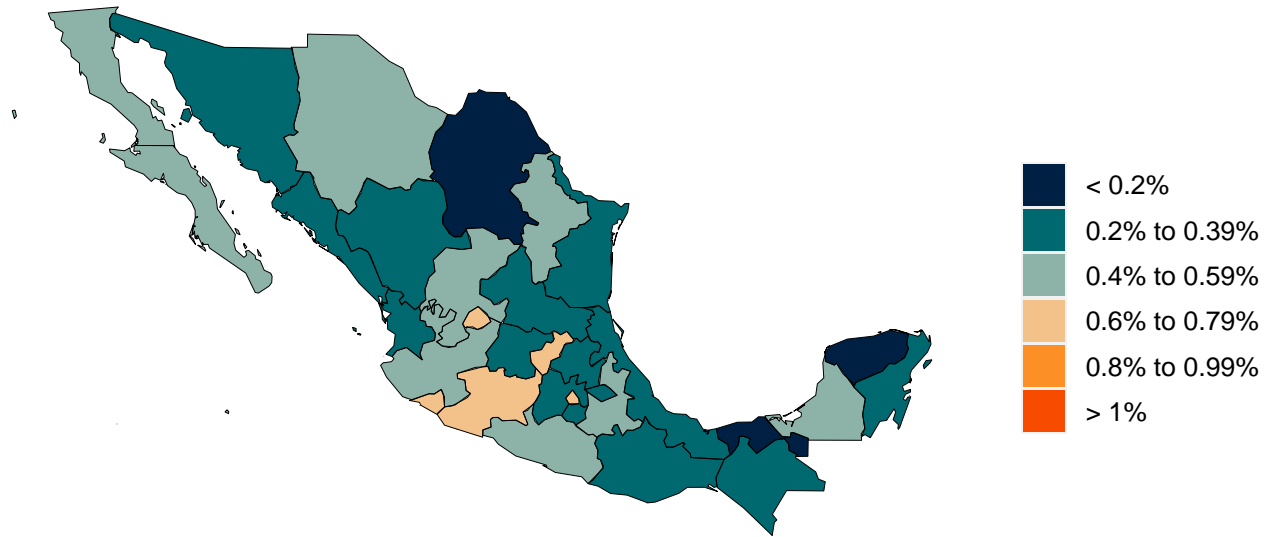 < 0.2%
0.2% to 0.39%
0.4% to 0.59%
0.6% to 0.79%
0.8% to 0.99%
> 1%